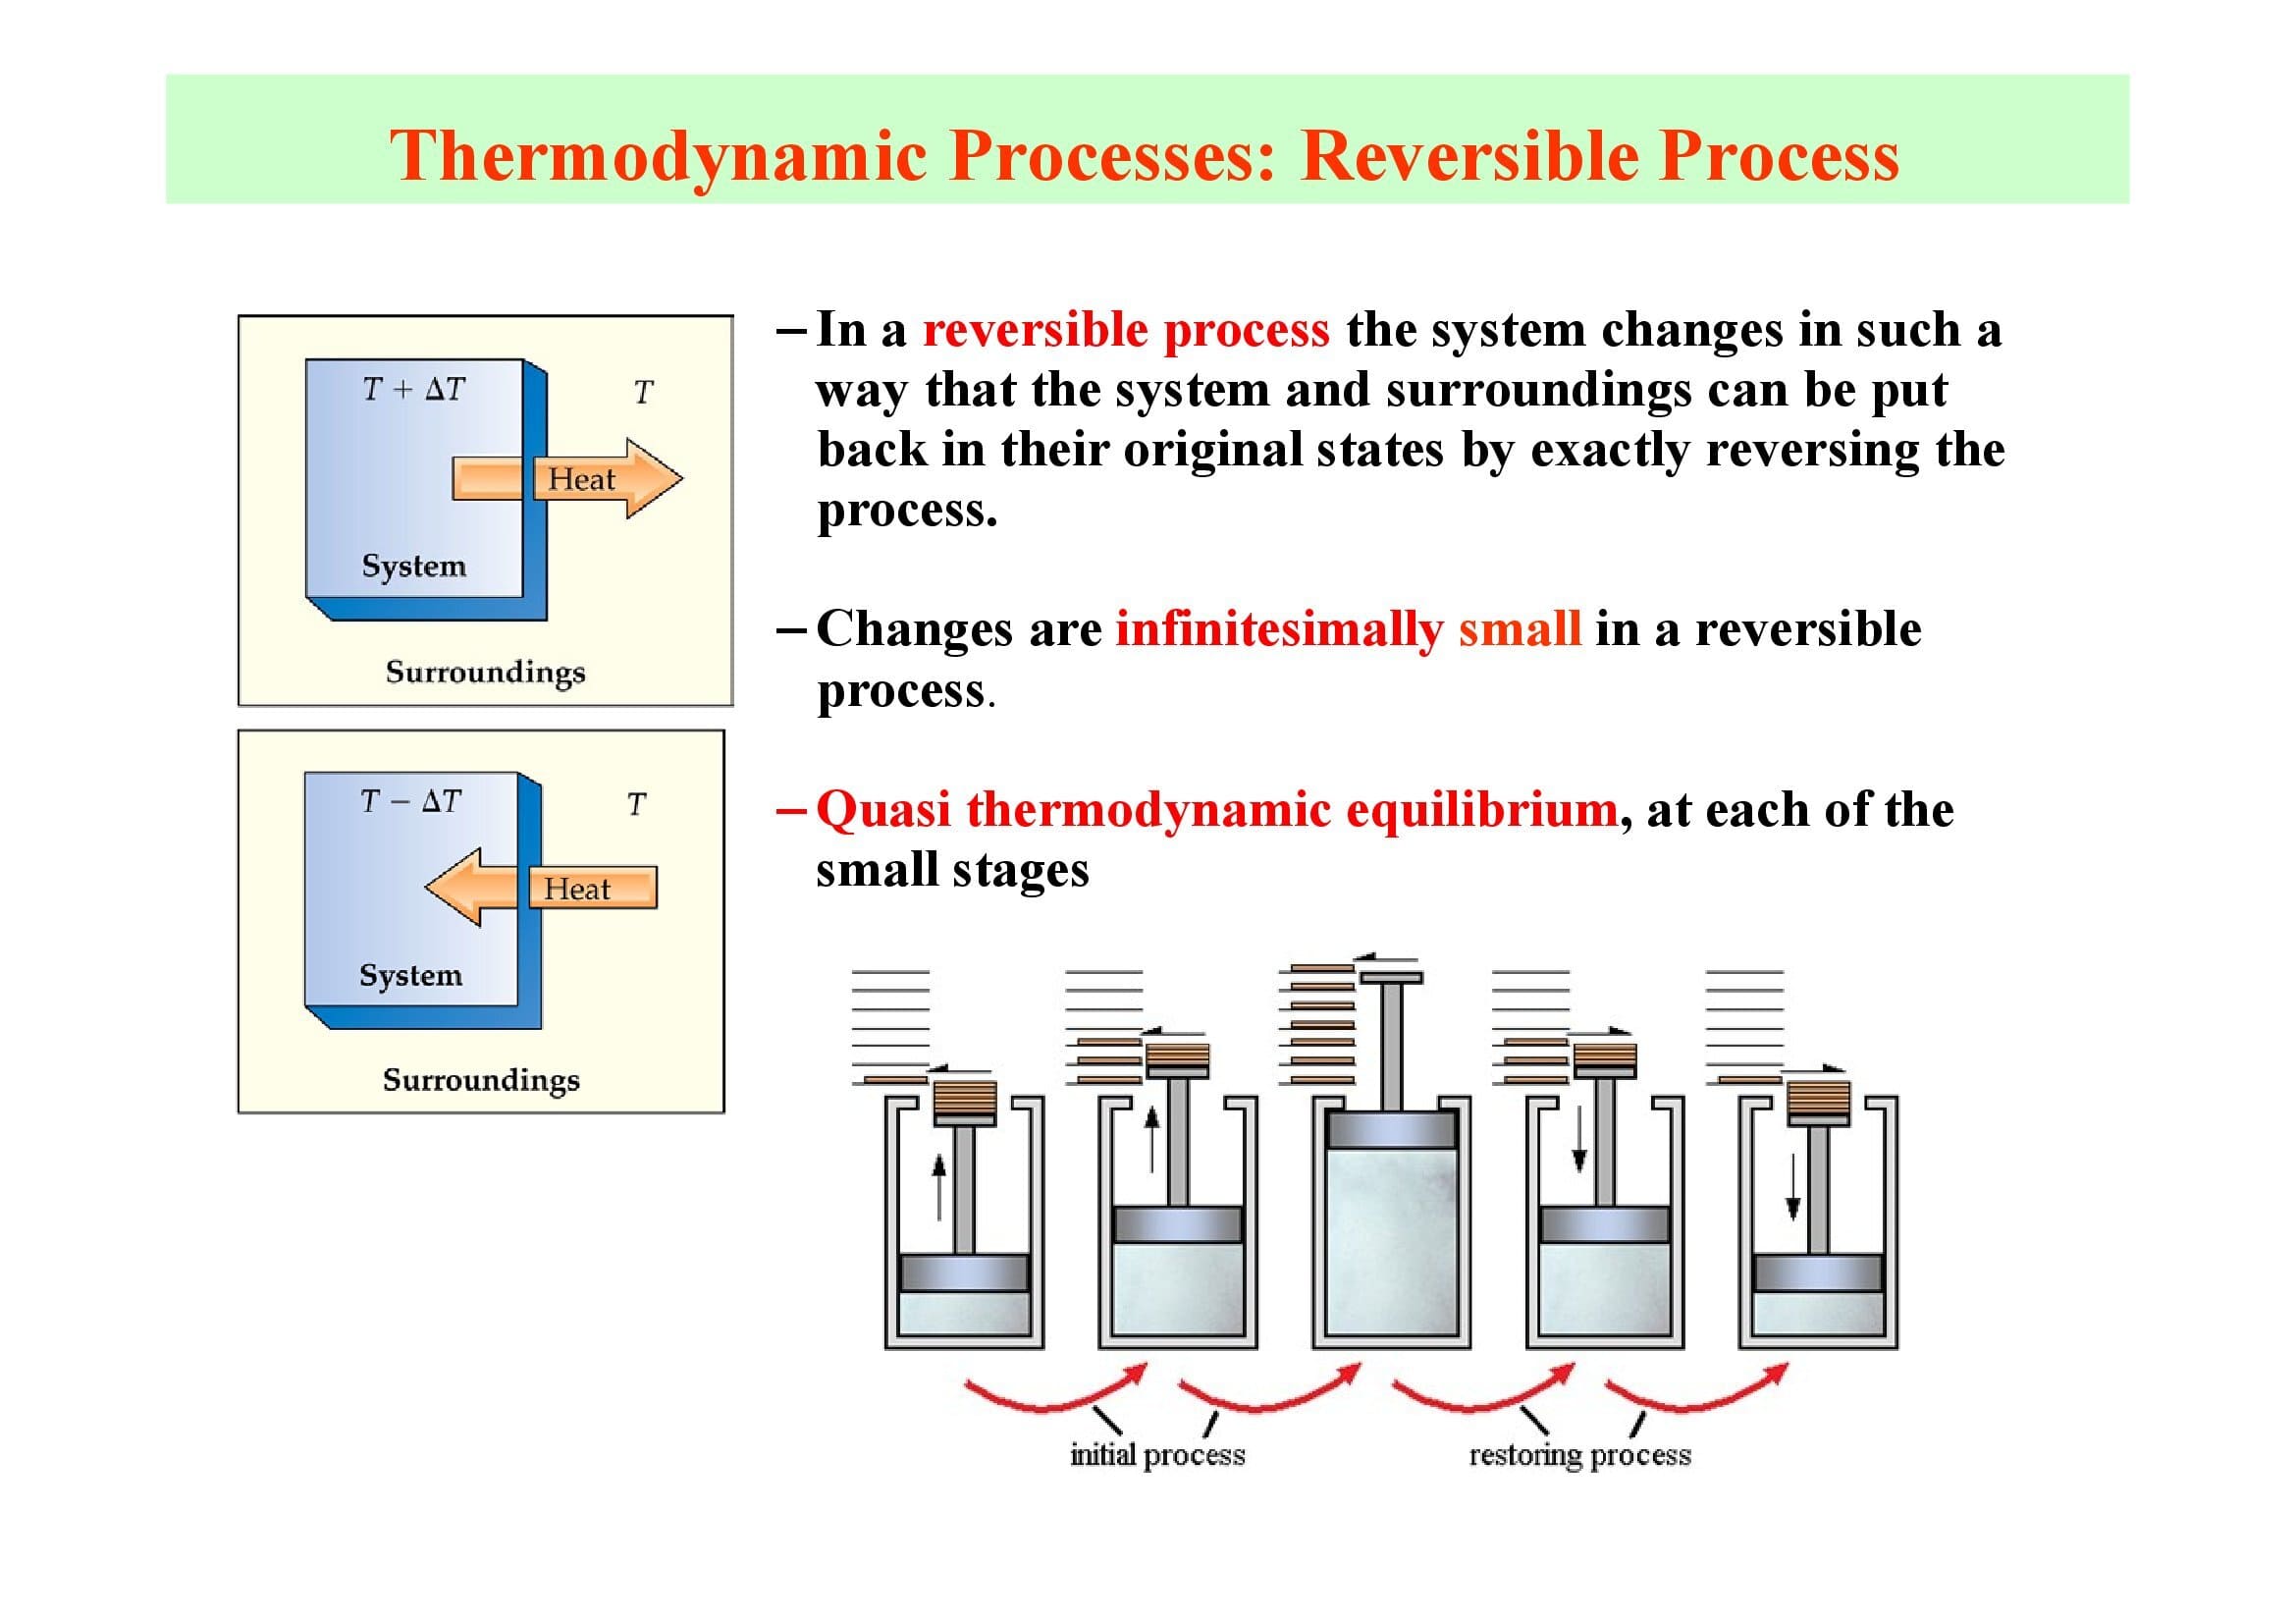 Thermodynamic Processes: Reversible Process
T + ΔT
T
Heat
System
Surroundings
T − ΔT
T
Heat
System
Surroundings
– In a reversible process the system changes in such a
way that the system and surroundings can be put
back in their original states by exactly reversing the
process.
– Changes are infinitesimally small in a reversible
process.
– Quasi thermodynamic equilibrium, at each of the
small stages
initial process
restoring process